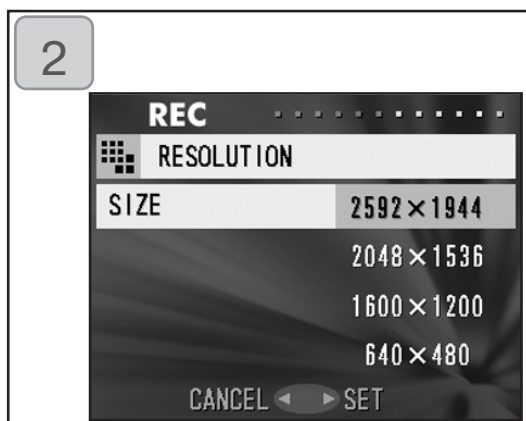 2
REC
RESOLUTION
SIZE 2592×1944
2048×1536
1600×1200
640×480
CANCEL ◄ ► SET